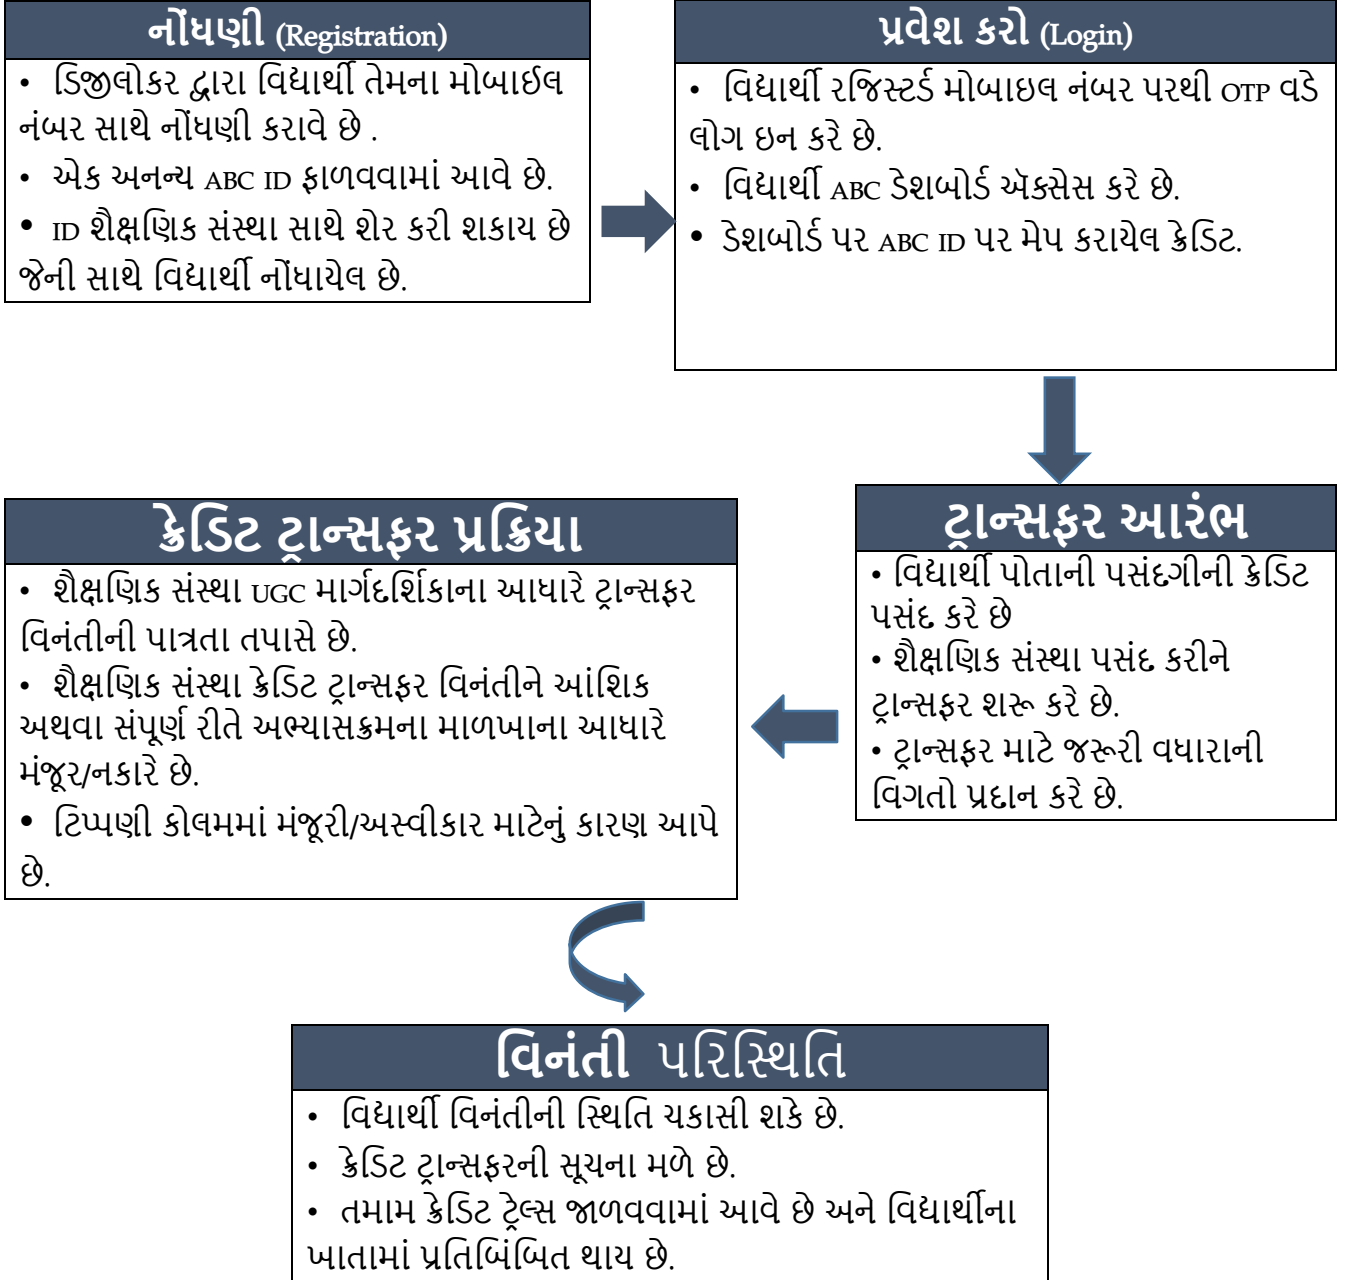 નોંધણી (Registration)
• ડિજીલોકર દ્વારા વિદ્યાર્થી તેમના મોબાઈલ
નંબર સાથે નોંધણી કરાવે છે .
• એક અનન્ય ABC ID ફાળવવામાં આવે છે.
• ID શૈક્ષણિક સંસ્થા સાથે શેર કરી શકાય છે
જેની સાથે વિદ્યાર્થી નોંધાયેલ છે.
પ્રવેશ કરો (Login)
• વિદ્યાર્થી રજિસ્ટર્ડ મોબાઇલ નંબર પરથી OTP વડે
લોગ ઇન કરે છે.
• વિદ્યાર્થી ABC ડેશબોર્ડ ઍક્સેસ કરે છે.
• ડેશબોર્ડ પર ABC ID પર મેપ કરાયેલ ક્રેડિટ.
ટ્રાન્સફર આરંભ
• વિદ્યાર્થી પોતાની પસંદગીની ક્રેડિટ
પસંદ કરે છે
• શૈક્ષણિક સંસ્થા પસંદ કરીને
ટ્રાન્સફર શરૂ કરે છે.
• ટ્રાન્સફર માટે જરૂરી વધારાની
વિગતો પ્રદાન કરે છે.
ક્રેડિટ ટ્રાન્સફર પ્રક્રિયા
• શૈક્ષણિક સંસ્થા UGC માર્ગદર્શિકાના આધારે ટ્રાન્સફર
વિનંતીની પાત્રતા તપાસે છે.
• શૈક્ષણિક સંસ્થા ક્રેડિટ ટ્રાન્સફર વિનંતીને આંશિક
અથવા સંપૂર્ણ રીતે અભ્યાસક્રમના માળખાના આધારે
મંજૂર/નકારે છે.
• ટિપ્પણી કોલમમાં મંજૂરી/અસ્વીકાર માટેનું કારણ આપે
છે.
વિનંતી પરિસ્થિતિ
• વિદ્યાર્થી વિનંતીની સ્થિતિ ચકાસી શકે છે.
• ક્રેડિટ ટ્રાન્સફરની સૂચના મળે છે.
• તમામ ક્રેડિટ ટ્રેલ્સ જાળવવામાં આવે છે અને વિદ્યાર્થીના
ખાતામાં પ્રતિબિંબિત થાય છે.